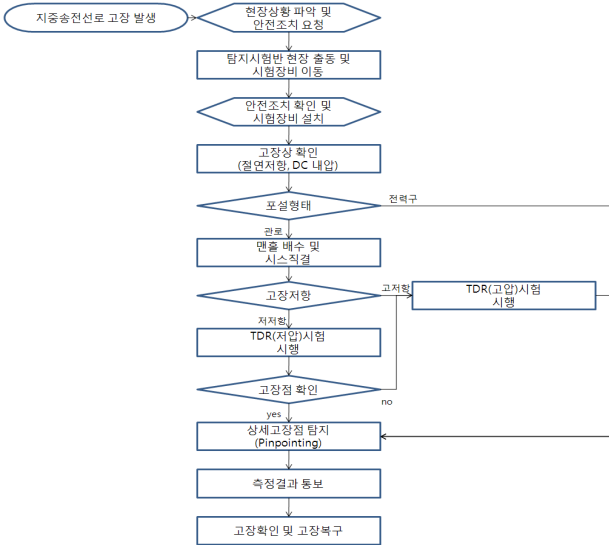 지중송전선로 고장 발생
현장상황 파악 및
안전조치 요청
탐지시험반 현장 출동 및
시험장비 이동
안전조치 확인 및
시험장비 설치
고장상 확인
(절연저항, DC 내압)
포설형태
전력구
관로
맨홀 배수 및
시스직결
고장저항
고저항
TDR(고압)시험
시행
저저항
TDR(저압)시험
시행
고장점 확인
no
yes
상세고장점 탐지
(Pinpointing)
측정결과 통보
고장확인 및 고장복구